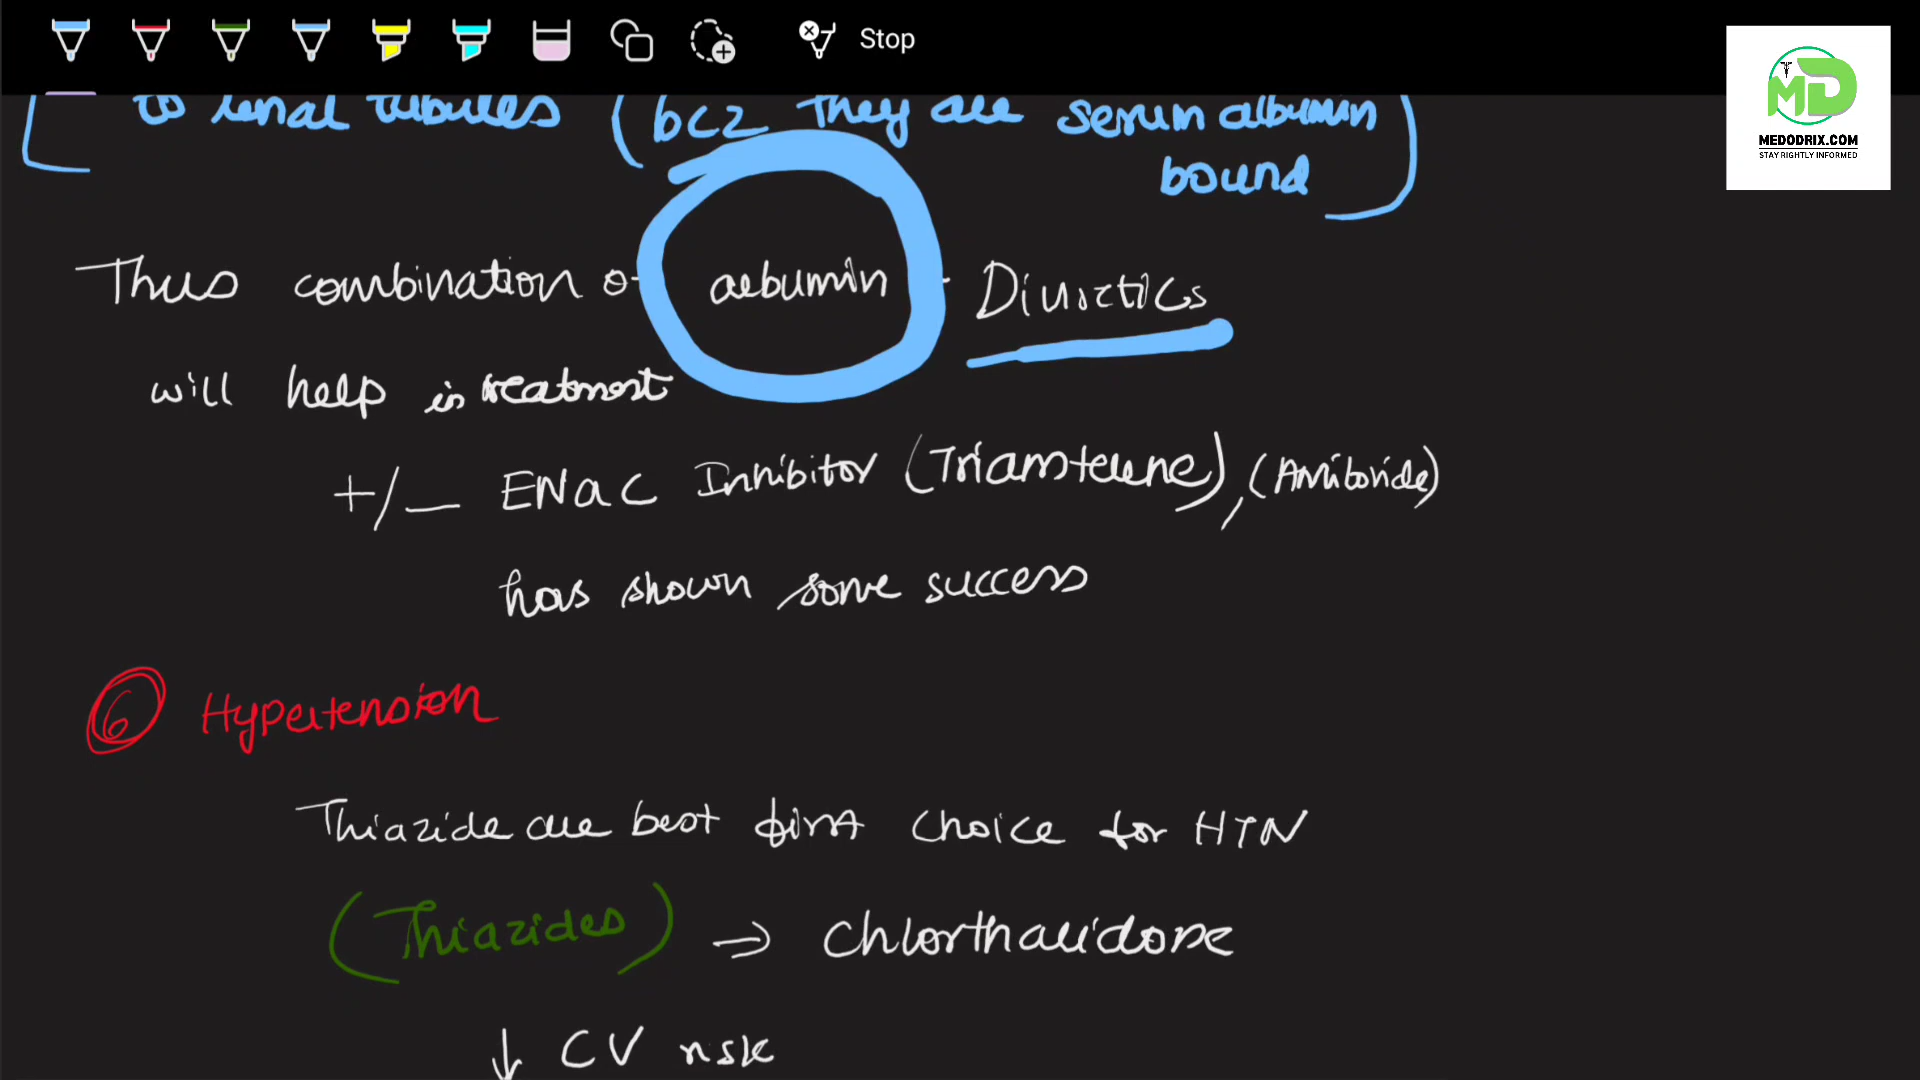 Stop
MD
MEDODRIX.COM
STAY RIGHTLY INFORMED
to renal tubules (bcz they are serum albumin
bound)
Thus combination o albumin Diuretics
will help in treatment
+/- ENaC Inhibitor (Triamterene), (Amiloride)
has shown some success
6 Hypertension
Thiazide are best first choice for HTN
(Thiazides) → Chlorthalidone
↓ CV risk